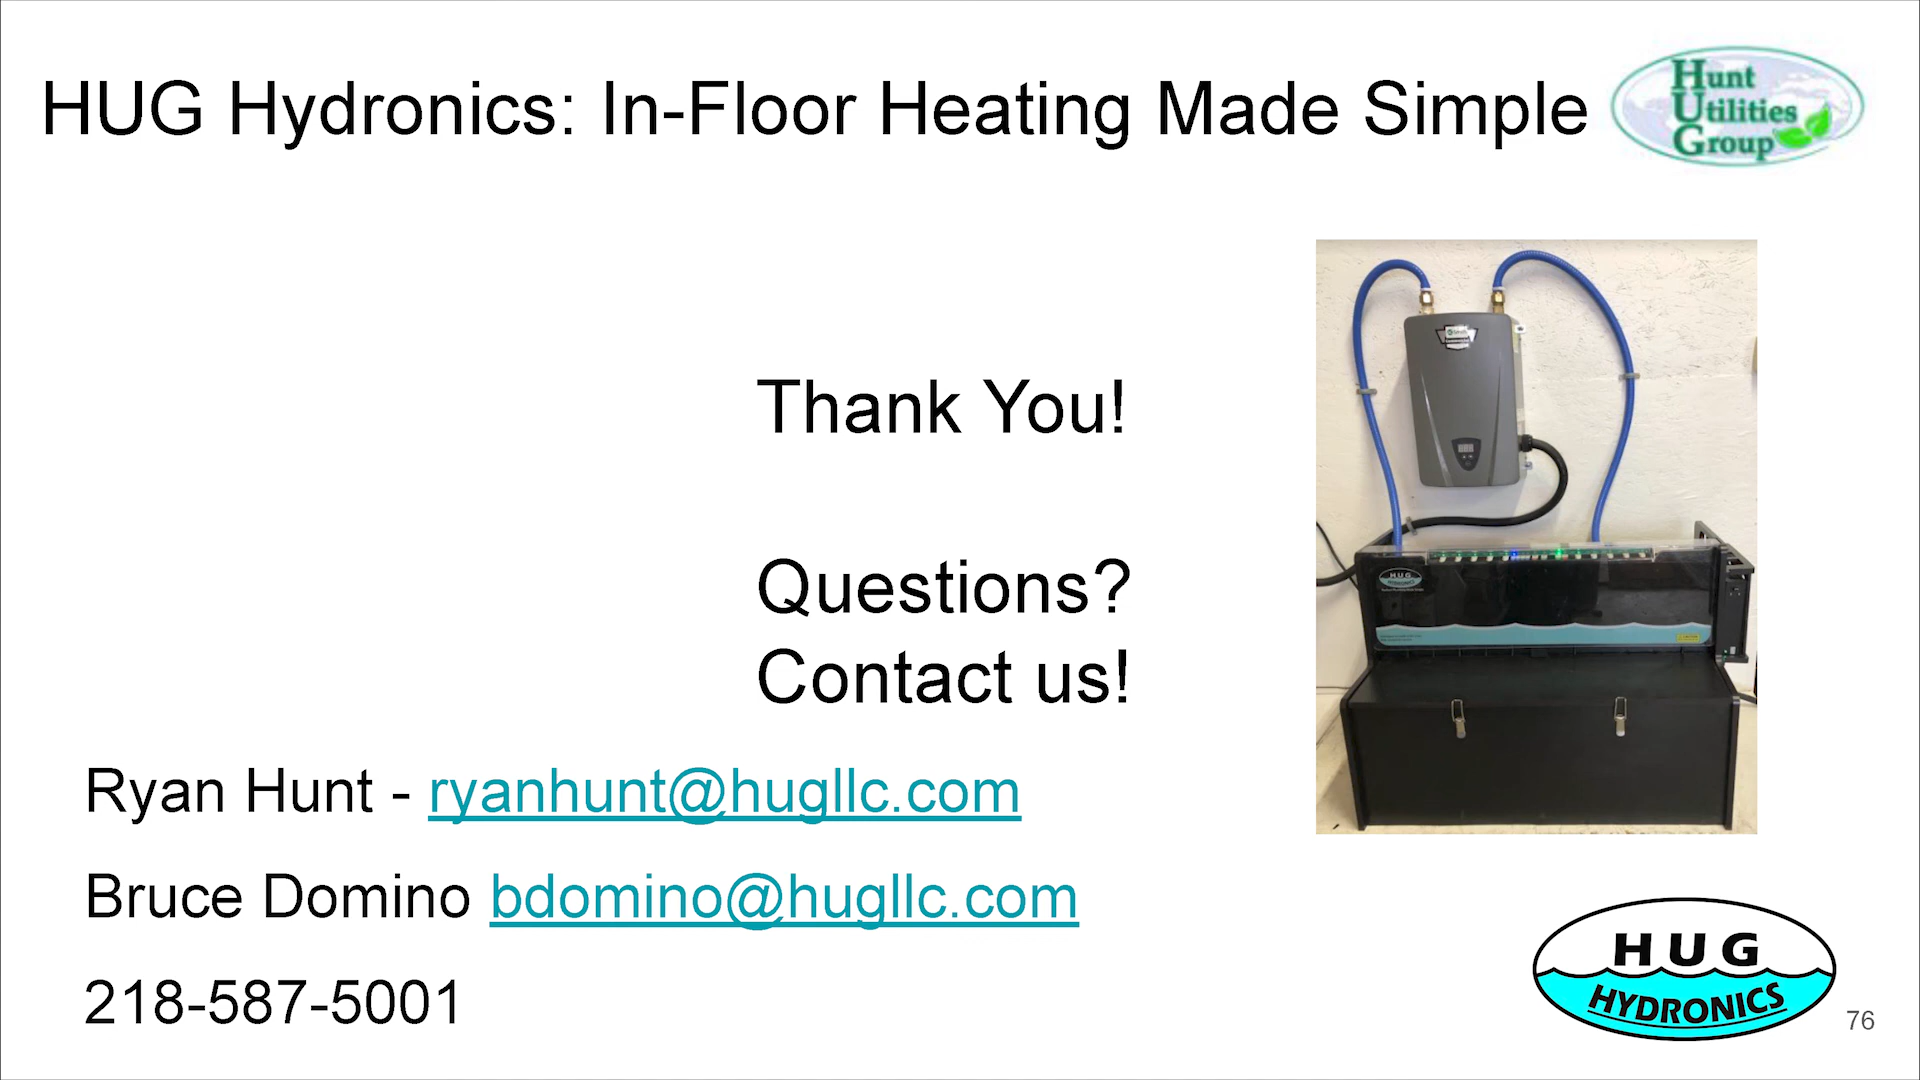 HUG Hydronics: In-Floor Heating Made Simple
Hunt
Utilities
Group
Thank You!
Questions?
Contact us!
Ryan Hunt - ryanhunt@hugllc.com
Bruce Domino bdomino@hugllc.com
218-587-5001
HUG
HUG
HYDRONICS
76